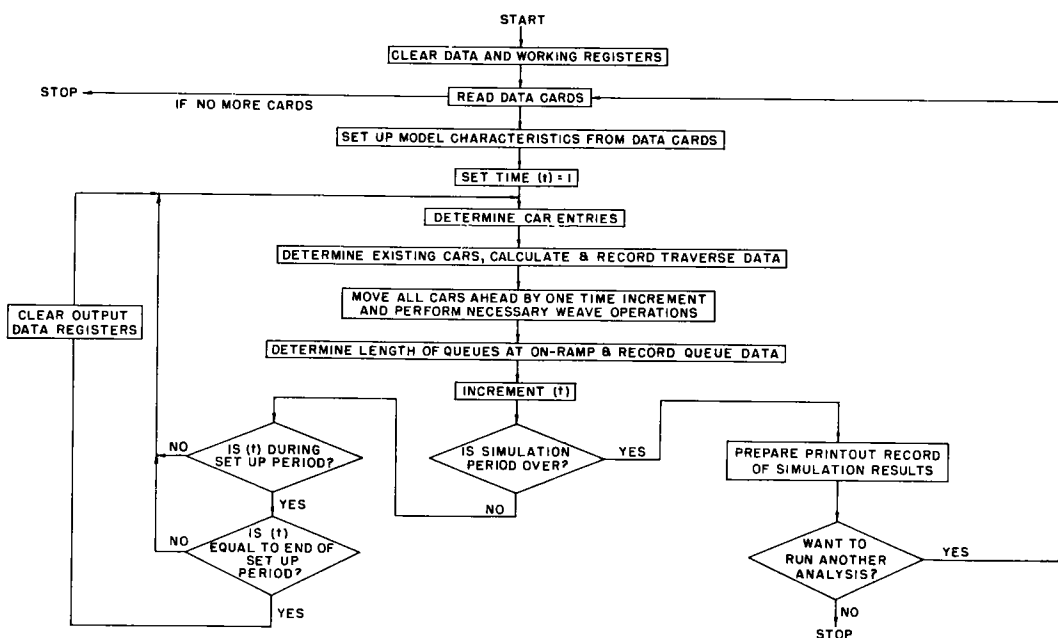 START
CLEAR DATA AND WORKING REGISTERS
STOP
IF NO MORE CARDS
READ DATA CARDS
SET UP MODEL CHARACTERISTICS FROM DATA CARDS
SET TIME (t) = 1
DETERMINE CAR ENTRIES
DETERMINE EXISTING CARS, CALCULATE & RECORD TRAVERSE DATA
MOVE ALL CARS AHEAD BY ONE TIME INCREMENT
AND PERFORM NECESSARY WEAVE OPERATIONS
CLEAR OUTPUT
DATA REGISTERS
DETERMINE LENGTH OF QUEUES AT ON-RAMP & RECORD QUEUE DATA
INCREMENT (t)
NO
IS (t) DURING
SET UP PERIOD?
YES
IS SIMULATION
PERIOD OVER?
YES
NO
PREPARE PRINTOUT RECORD
OF SIMULATION RESULTS
NO
IS (t)
EQUAL TO END OF
SET UP
PERIOD?
YES
WANT TO
RUN ANOTHER
ANALYSIS?
YES
NO
STOP